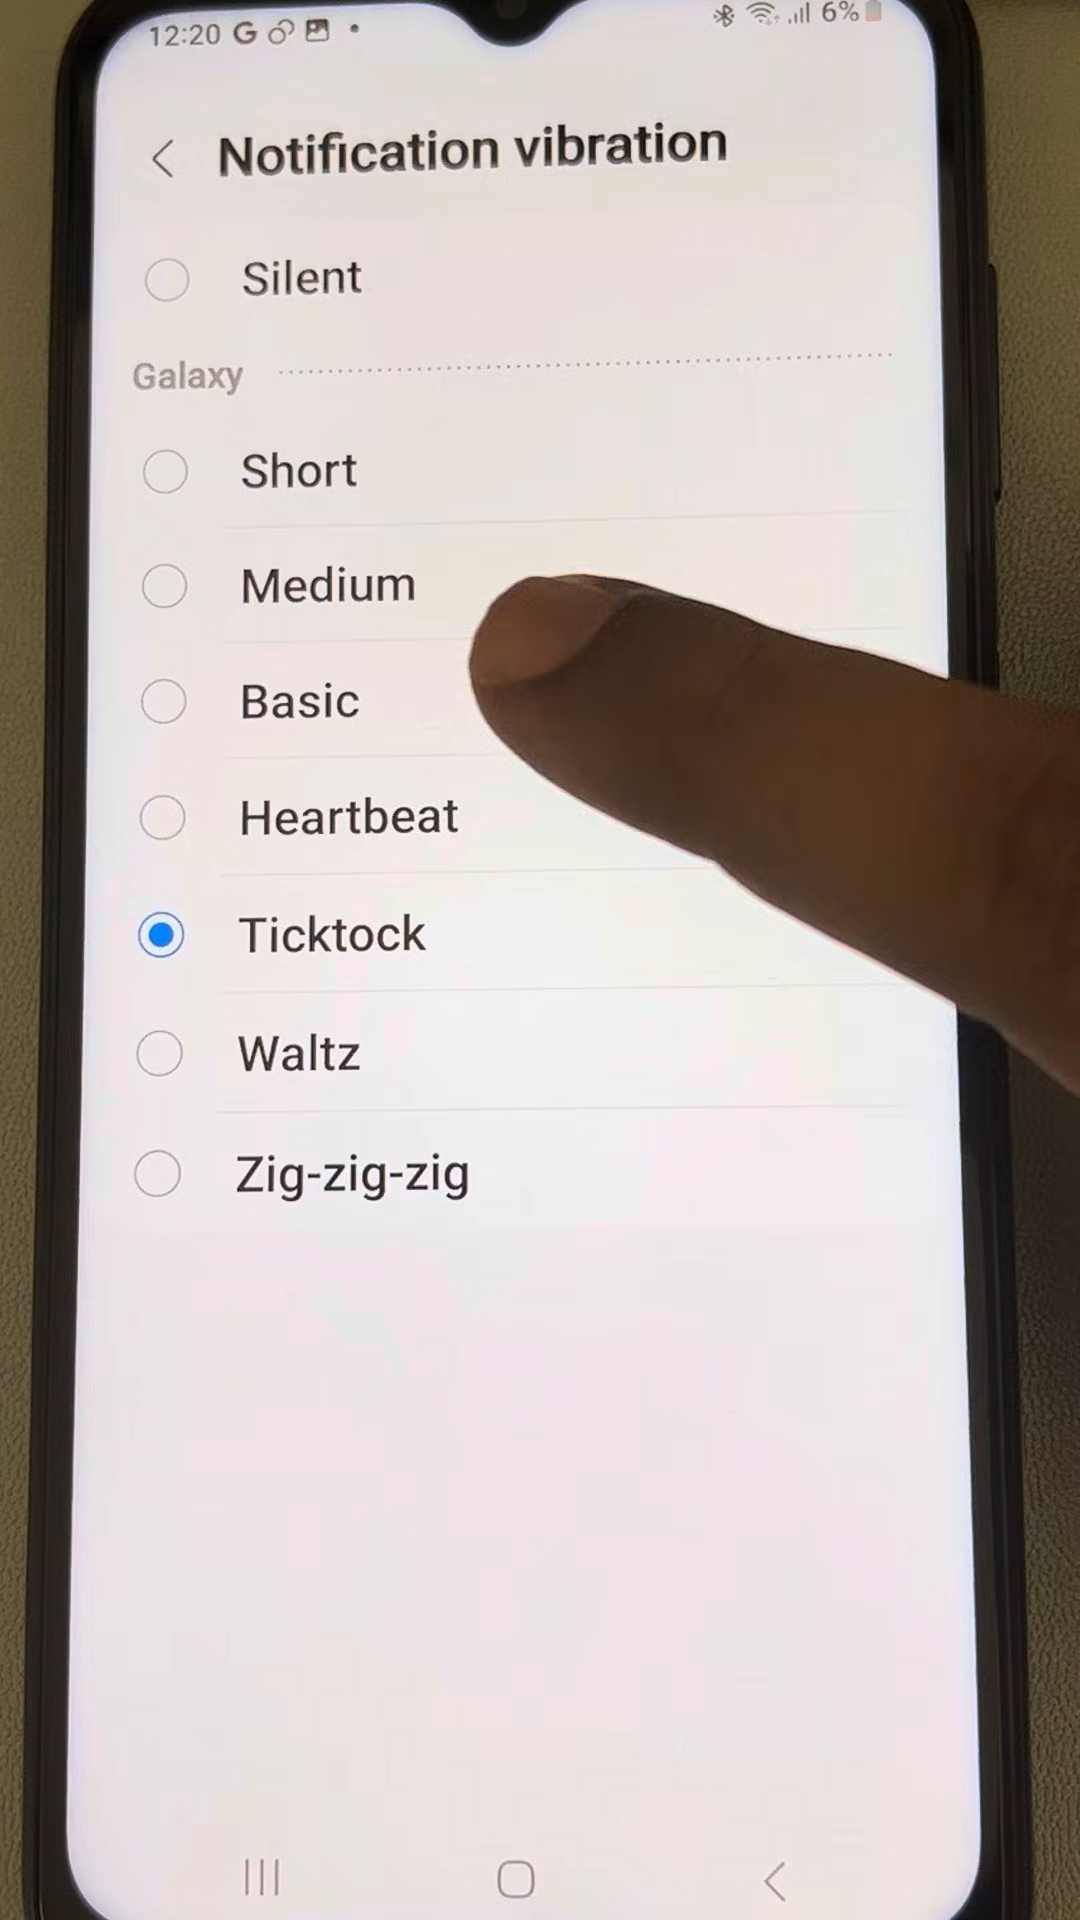 12:20 G 6%
Notification vibration
Silent
Galaxy
Short
Medium
Basic
Heartbeat
Ticktock
Waltz
Zig-zig-zig